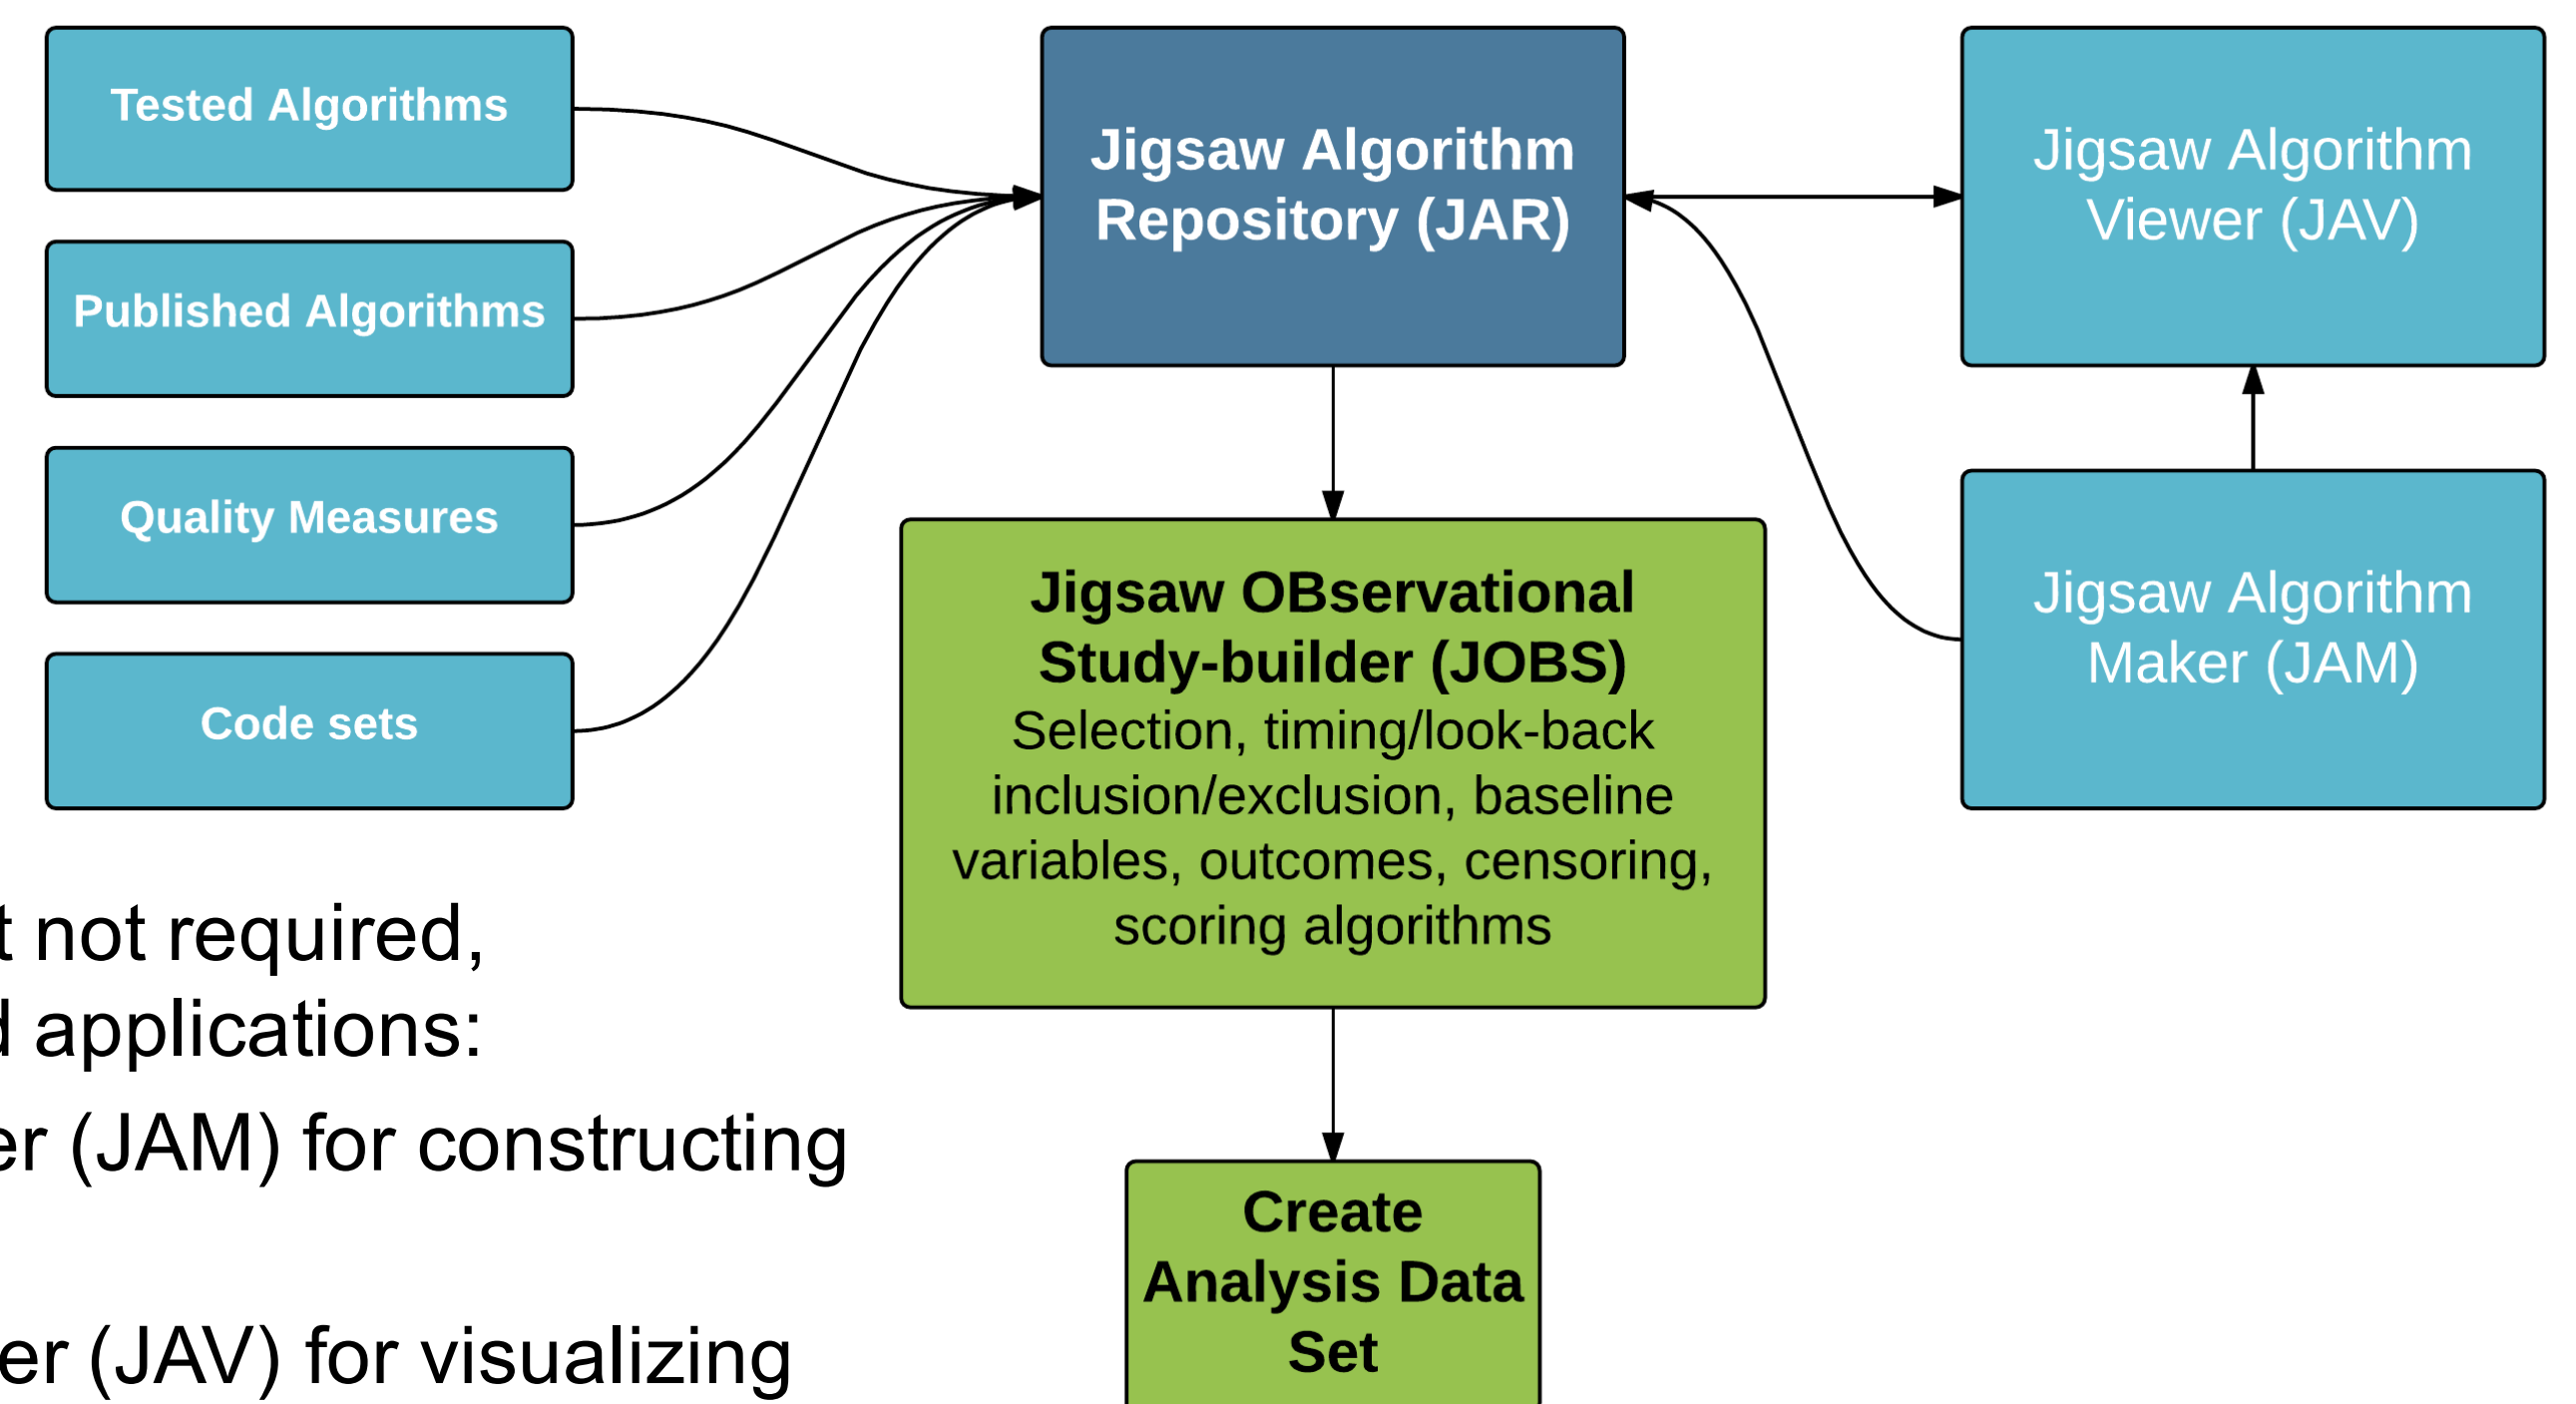 Tested Algorithms
Published Algorithms
Quality Measures
Code sets
Jigsaw Algorithm
Repository (JAR)
Jigsaw Algorithm
Viewer (JAV)
Jigsaw Algorithm
Maker (JAM)
Jigsaw OBservational
Study-builder (JOBS)
Selection, timing/look-back
inclusion/exclusion, baseline
variables, outcomes, censoring,
scoring algorithms
Create
Analysis Data
Set
not required,
applications:
(JAM) for constructing
(JAV) for visualizing